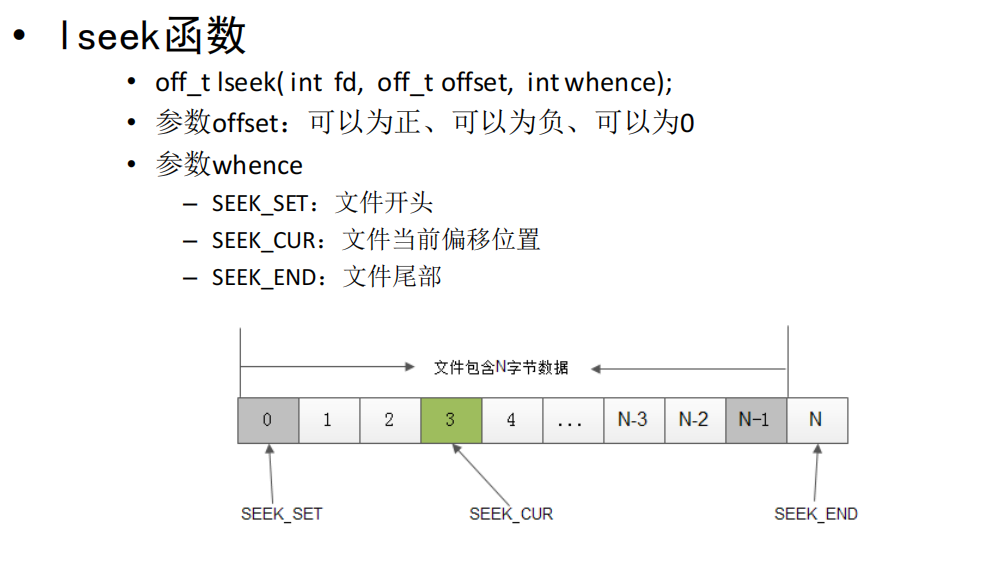 • lseek函数
• off_t lseek( int fd, off_t offset, int whence);
• 参数offset：可以为正、可以为负、可以为0
• 参数whence
– SEEK_SET：文件开头
– SEEK_CUR：文件当前偏移位置
– SEEK_END：文件尾部
文件包含N字节数据
0 1 2 3 4 ... N-3 N-2 N-1 N
SEEK_SET SEEK_CUR SEEK_END